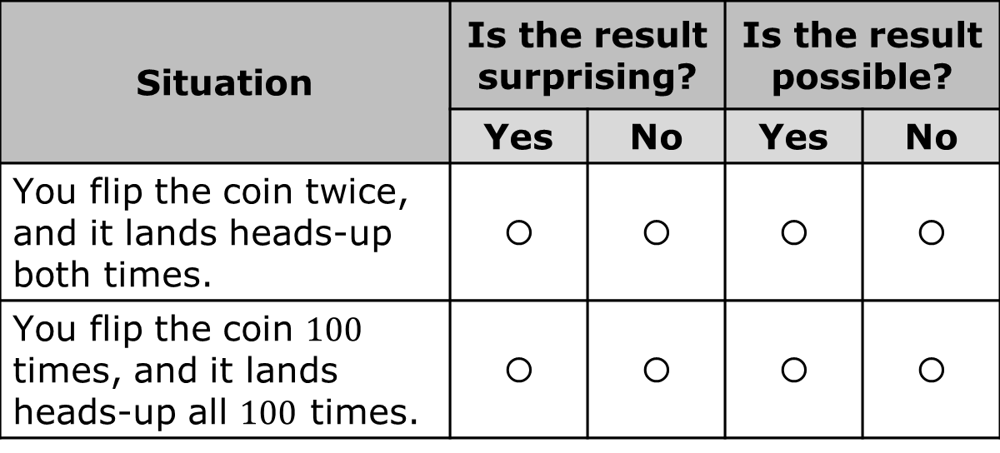 Situation
Is the result
surprising?
Is the result
possible?
Yes
No
Yes
No
You flip the coin twice,
and it lands heads-up
both times.
You flip the coin 100
times, and it lands
heads-up all 100 times.